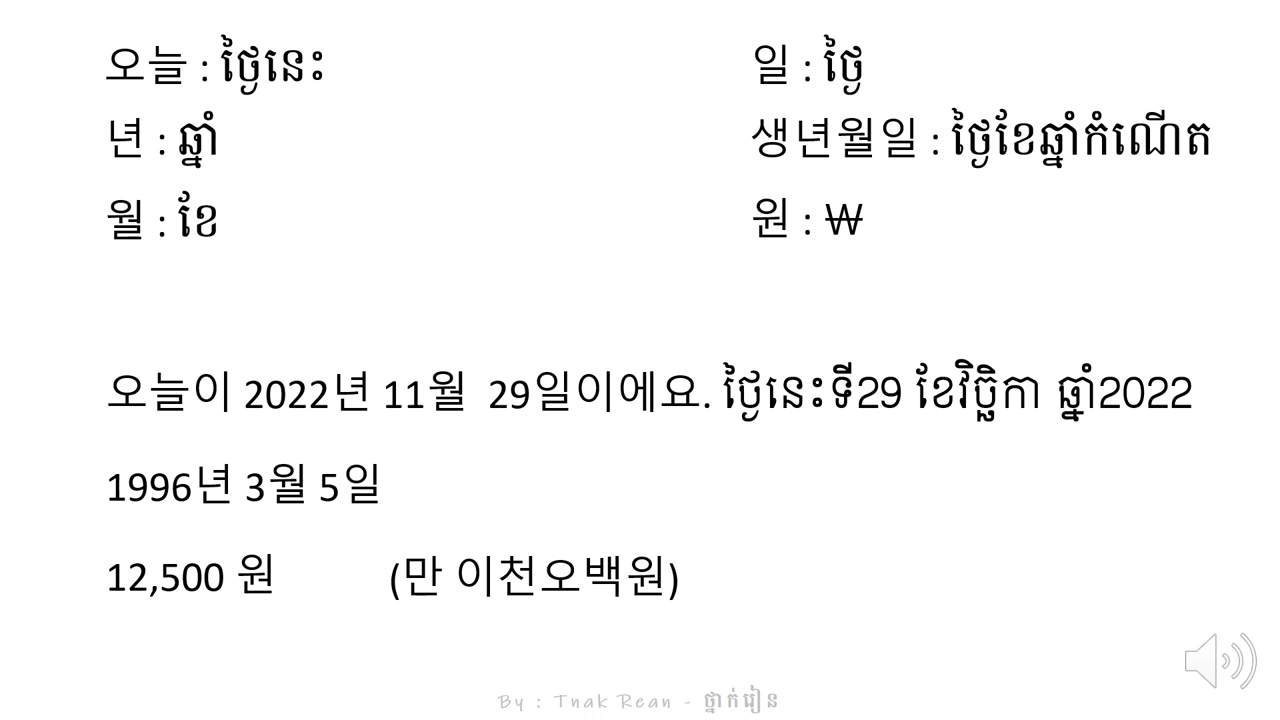 오늘 : ថ្ងៃនេះ
일 : ថ្ងៃ
년 : ឆ្នាំ
생년월일 : ថ្ងៃខែឆ្នាំកំណើត
월 : ខែ
원 : ₩
오늘이 2022년 11월 29일이에요. ថ្ងៃនេះទី29 ខែវិច្ឆិកា ឆ្នាំ2022
1996년 3월 5일
12,500 원 (만 이천오백원)
By : Tnak Rean - ថ្នាក់រៀន